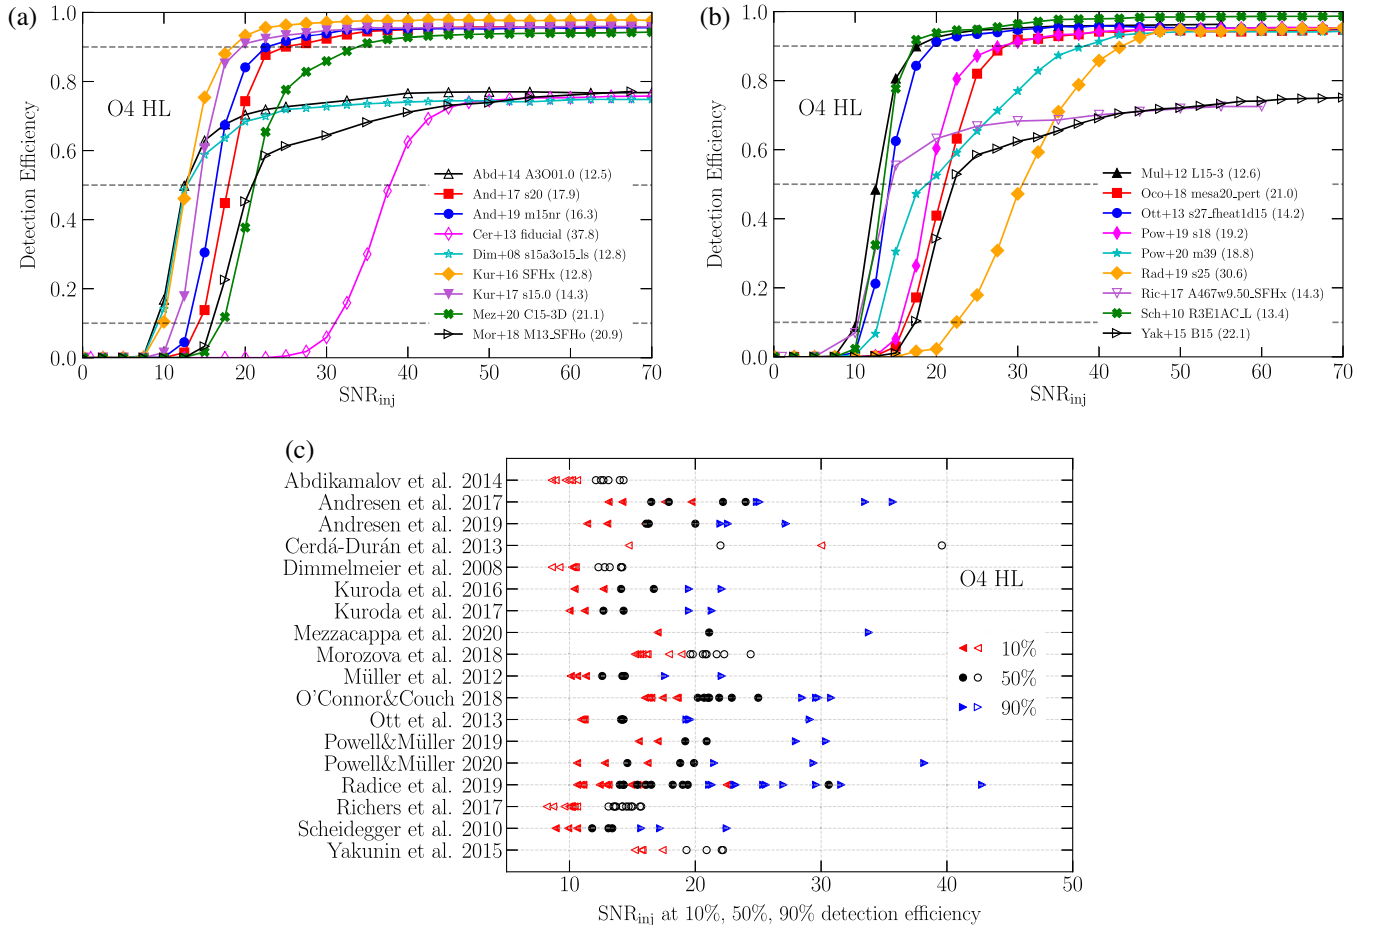 (a)
Detection Efficiency
1.0
0.8
0.6
0.4
0.2
0.0
O4 HL
Abd+14 A3O01.0 (12.5)
And+17 s20 (17.9)
And+19 m15nr (16.3)
Cer+13 fiducial (37.8)
Dim+08 s15a3o15_ls (12.8)
Kur+16 SFHx (12.8)
Kur+17 s15.0 (14.3)
Mez+20 C15-3D (21.1)
Mor+18 M13_SFHo (20.9)
0 10 20 30 40 50 60 70
SNRinj
(b)
Detection Efficiency
1.0
0.8
0.6
0.4
0.2
0.0
O4 HL
Mul+12 L15-3 (12.6)
Oco+18 mesa20_pert (21.0)
Ott+13 s27_fheat1d15 (14.2)
Pow+19 s18 (19.2)
Pow+20 m39 (18.8)
Rad+19 s25 (30.6)
Ric+17 A467w9.50_SFHx (14.3)
Sch+10 R3E1AC_L (13.4)
Yak+15 B15 (22.1)
0 10 20 30 40 50 60 70
SNRinj
(c)
Abdikamalov et al. 2014
Andresen et al. 2017
Andresen et al. 2019
Cerdá-Durán et al. 2013
Dimmelmeier et al. 2008
Kuroda et al. 2016
Kuroda et al. 2017
Mezzacappa et al. 2020
Morozova et al. 2018
Müller et al. 2012
O'Connor&Couch 2018
Ott et al. 2013
Powell&Müller 2019
Powell&Müller 2020
Radice et al. 2019
Richers et al. 2017
Scheidegger et al. 2010
Yakunin et al. 2015
O4 HL
10%
50%
90%
10 20 30 40 50
SNRinj at 10%, 50%, 90% detection efficiency